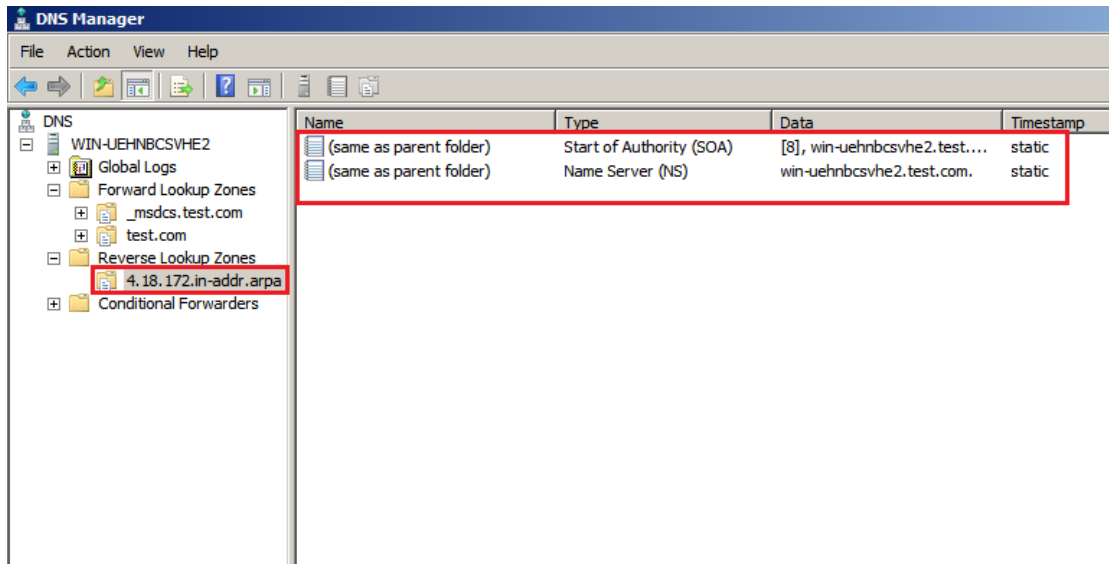 DNS Manager
File Action View Help
DNS
WIN-UEHNBCSVHE2
Global Logs
Forward Lookup Zones
_msdcs.test.com
test.com
Reverse Lookup Zones
4.18.172.in-addr.arpa
Conditional Forwarders
Name Type Data Timestamp
(same as parent folder) Start of Authority (SOA) [8], win-uehnbcsvhe2.test.... static
(same as parent folder) Name Server (NS) win-uehnbcsvhe2.test.com. static